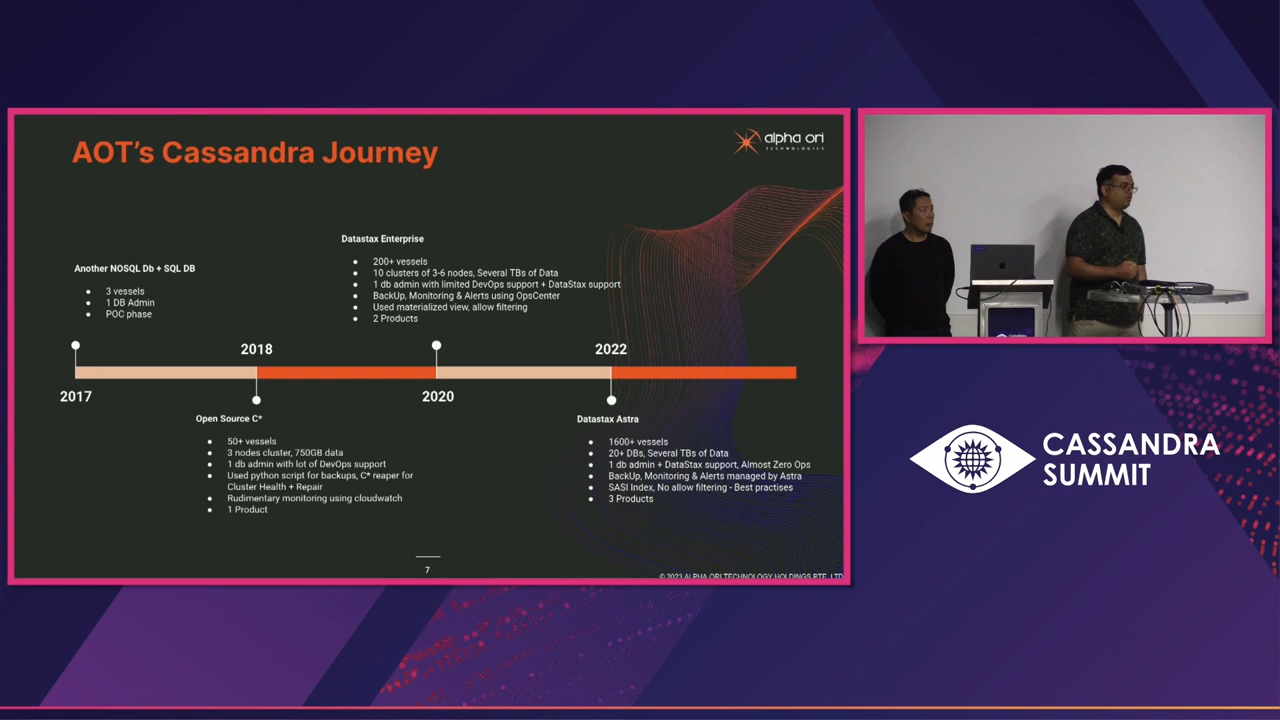 AOT's Cassandra Journey
alpha ori
TECHNOLOGIES
Datastax Enterprise
200+ vessels
10 clusters of 3-6 nodes, Several TBs of Data
1 db admin with limited DevOps support + DataStax support
BackUp, Monitoring & Alerts using OpsCenter
Used materialized view, allow filtering
2 Products
Another NOSQL Db + SQL DB
3 vessels
1 DB Admin
POC phase
2018
2022
2017
2020
Open Source C*
50+ vessels
3 nodes cluster, 750GB data
1 db admin with lot of DevOps support
Used python script for backups, C* reaper for
Cluster Health + Repair
Rudimentary monitoring using cloudwatch
1 Product
Datastax Astra
1600+ vessels
20+ DBs, Several TBs of Data
1 db admin + DataStax support, Almost Zero Ops
BackUp, Monitoring & Alerts managed by Astra
SASI Index, No allow filtering - Best practises
3 Products
7
© 2023 ALPHA ORI TECHNOLOGY HOLDINGS PTE. LTD
CASSANDRA
SUMMIT